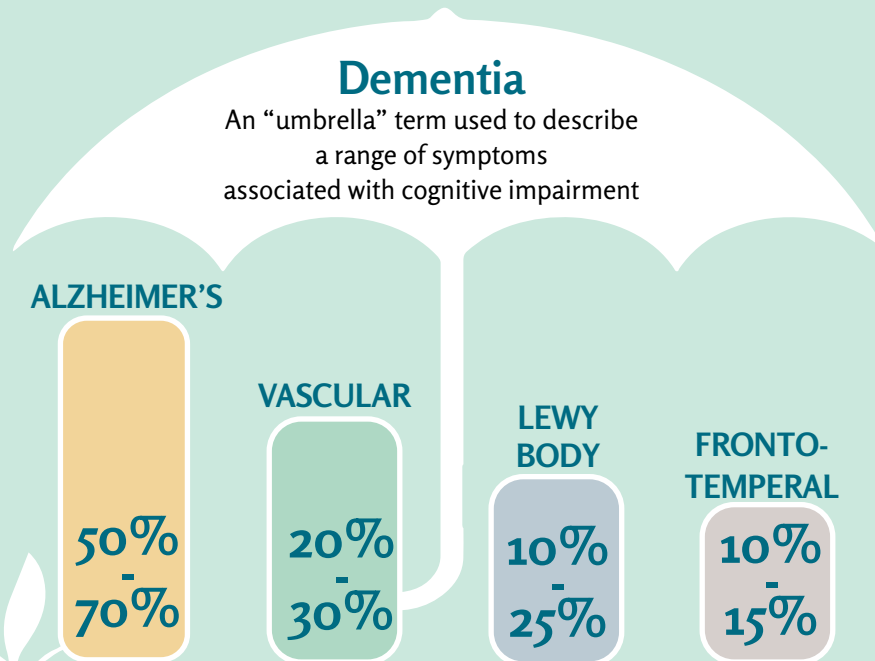 Dementia
An “umbrella” term used to describe
a range of symptoms
associated with cognitive impairment
ALZHEIMER’S
50%
-
70%
VASCULAR
20%
-
30%
LEWY
BODY
10%
-
25%
FRONTO-
TEMPERAL
10%
-
15%